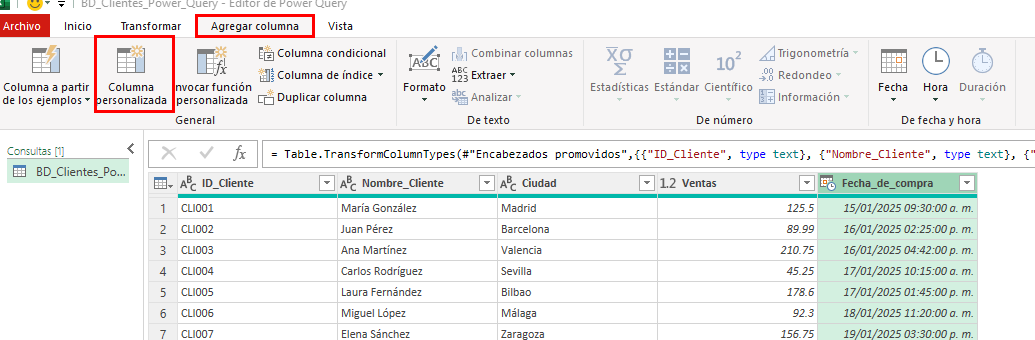 BD_Clientes_Power_Query - Editor de Power Query
Archivo Inicio Transformar Agregar columna Vista
Columna a partir de los ejemplos
Columna personalizada
nvocar función personalizada
Columna condicional
Columna de índice
Duplicar columna
General
Formato
ABC 123
Combinar columnas
Extraer
Analizar
De texto
Estadísticas
Estándar
Científico
Trigonometría
Redondeo
Información
De número
Fecha
Hora
Duración
De fecha y hora
Consultas [1]
BD_Clientes_Po...
fx = Table.TransformColumnTypes(#"Encabezados promovidos",{{"ID_Cliente", type text}, {"Nombre_Cliente", type text}, {"
ABC ID_Cliente ABC Nombre_Cliente ABC Ciudad 1.2 Ventas Fecha_de_compra
1 CLI001 María González Madrid 125.5 15/01/2025 09:30:00 a. m.
2 CLI002 Juan Pérez Barcelona 89.99 16/01/2025 02:25:00 p. m.
3 CLI003 Ana Martínez Valencia 210.75 16/01/2025 04:42:00 p. m.
4 CLI004 Carlos Rodríguez Sevilla 45.25 17/01/2025 10:15:00 a. m.
5 CLI005 Laura Fernández Bilbao 178.6 17/01/2025 01:45:00 p. m.
6 CLI006 Miguel López Málaga 92.3 18/01/2025 11:20:00 a. m.
7 CLI007 Elena Sánchez Zaragoza 156.75 19/01/2025 03:30:00 p. m.